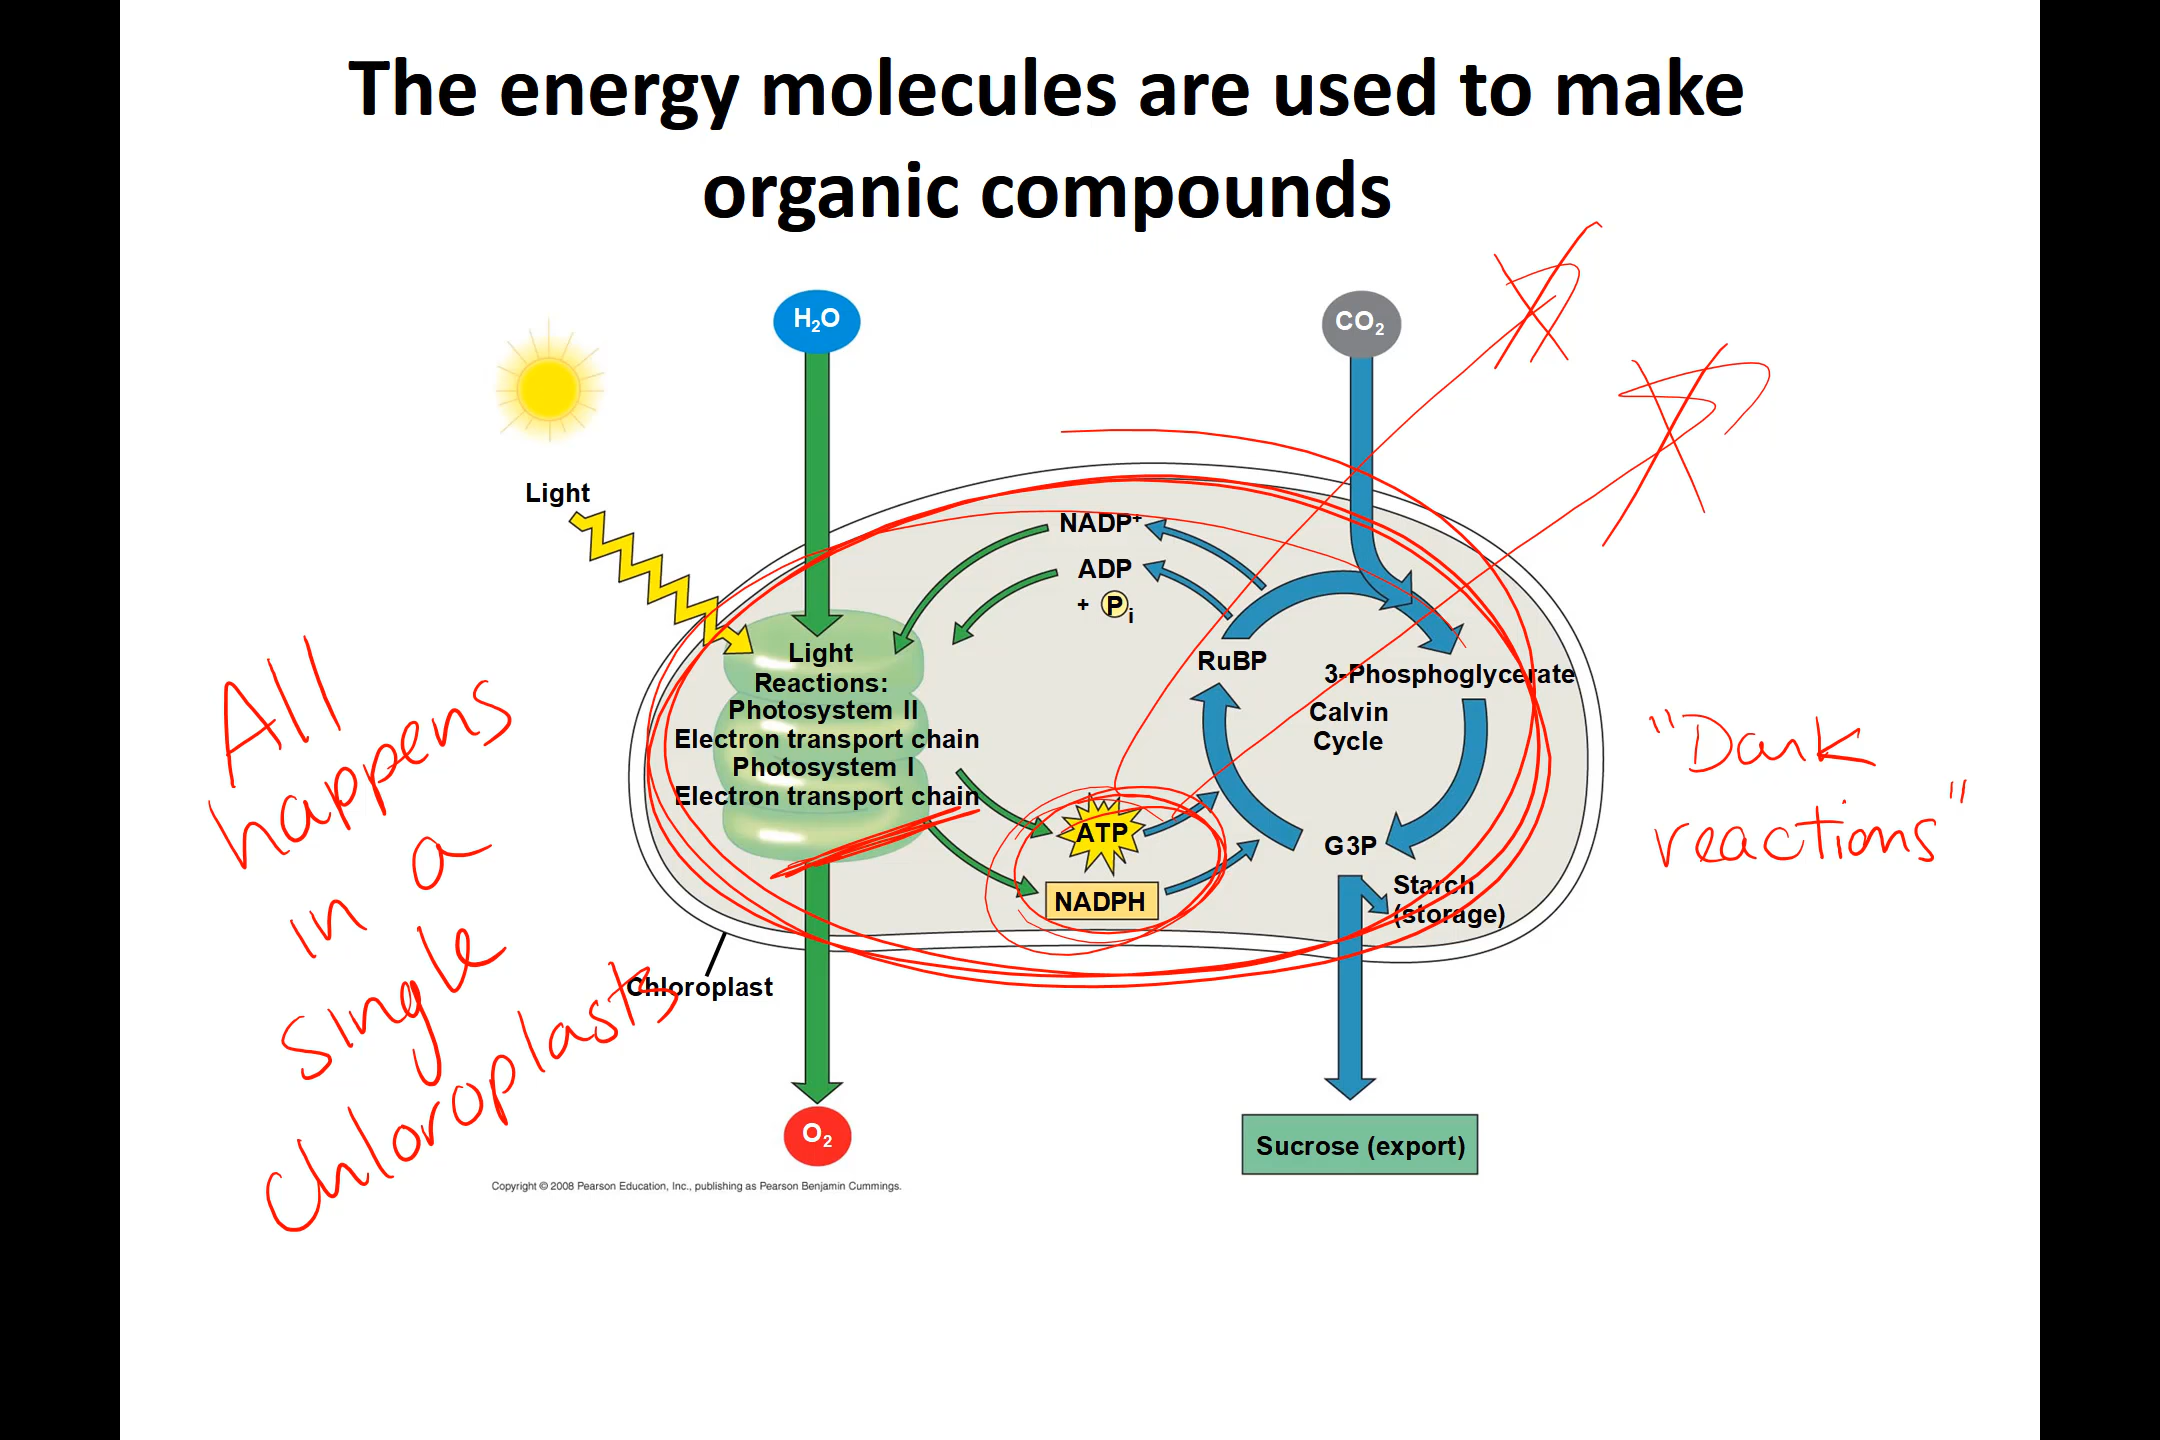 The energy molecules are used to make
organic compounds
H₂O
CO₂
Light
NADP⁺
ADP
+ Pi
Light
Reactions:
Photosystem II
Electron transport chain
Photosystem I
Electron transport chain
RuBP
3-Phosphoglycerate
Calvin
Cycle
ATP
NADPH
G3P
Starch
(storage)
Chloroplast
O₂
Sucrose (export)
Copyright © 2008 Pearson Education, Inc., publishing as Pearson Benjamin Cummings.
All
happens
in a
single
chloroplasts
"Dark
reactions"